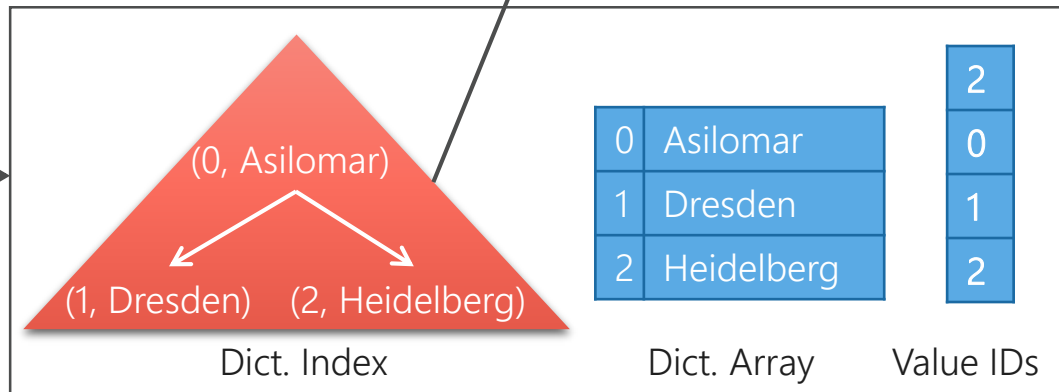 (0, Asilomar)
(1, Dresden) (2, Heidelberg)
Dict. Index
0 Asilomar
1 Dresden
2 Heidelberg
Dict. Array
2
0
1
2
Value IDs